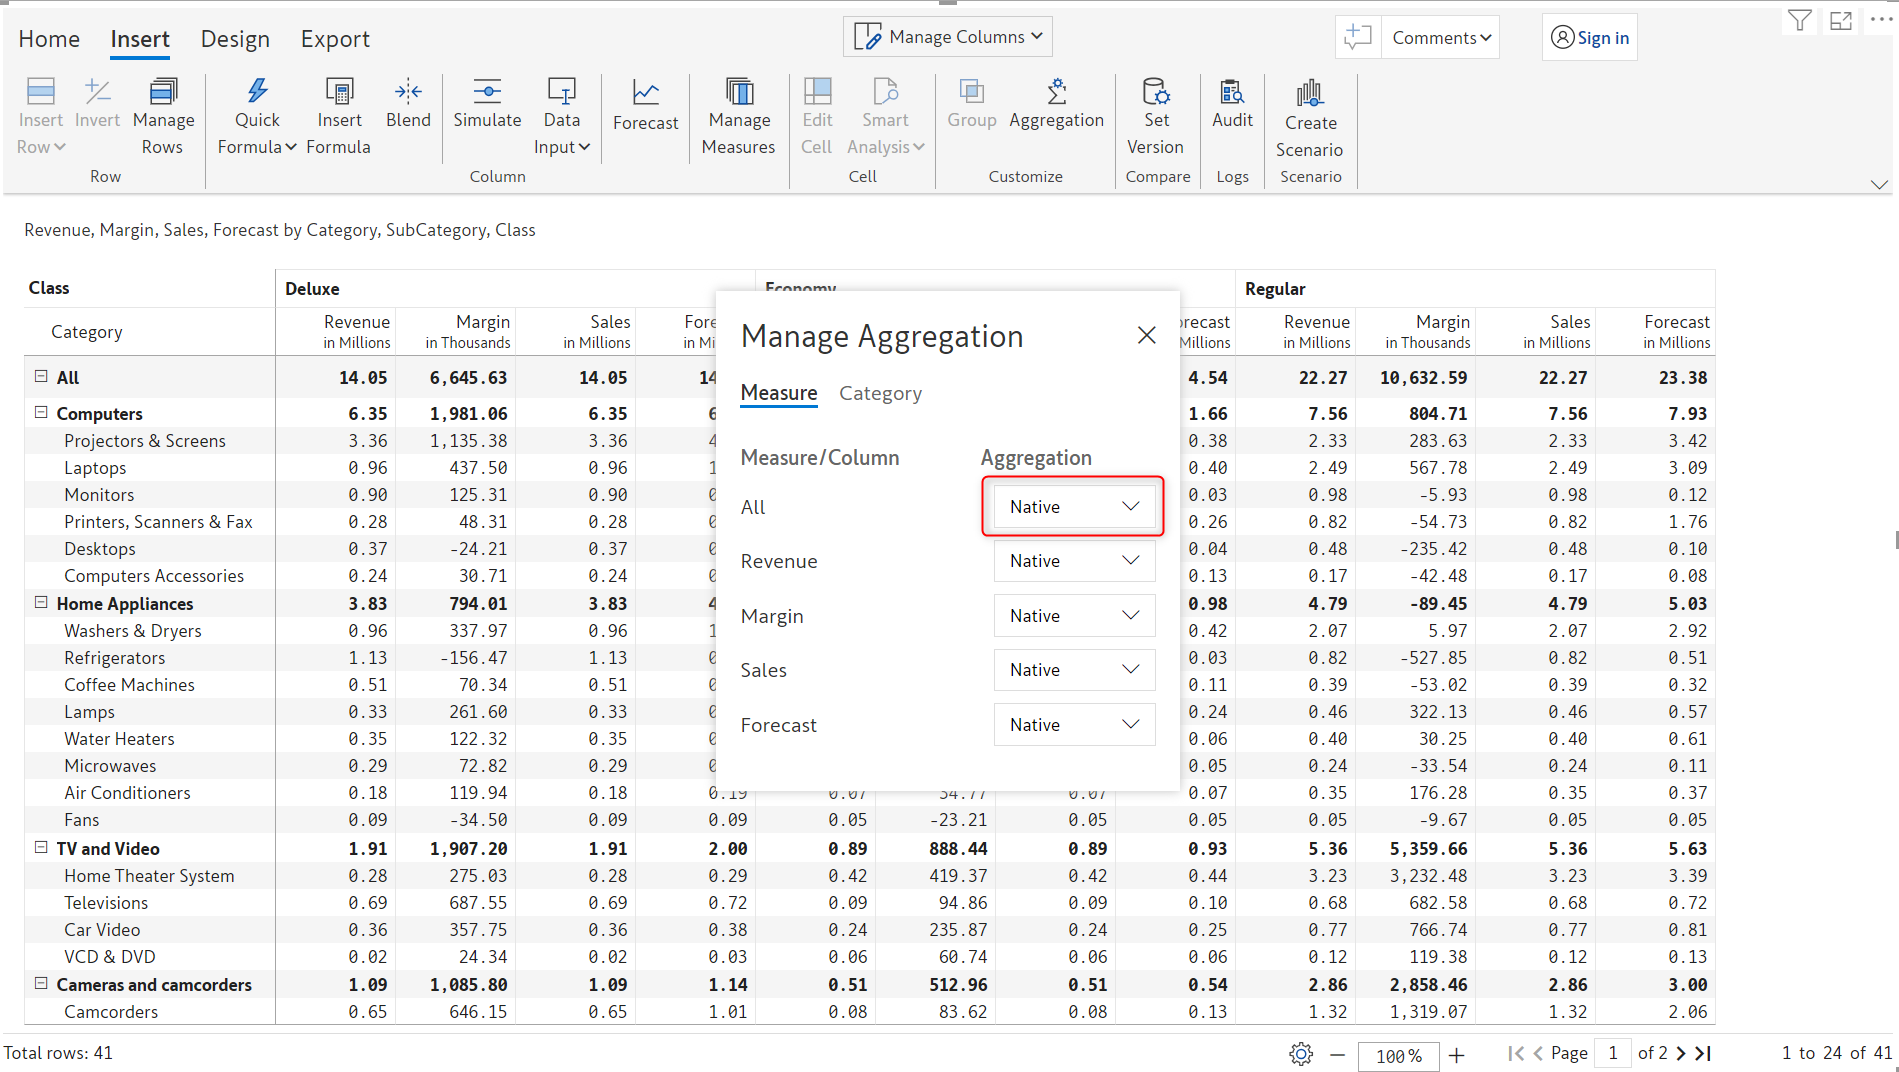 Home Insert Design Export Manage Columns Comments Sign in
Insert Row Invert Manage Rows Quick Formula Insert Formula Blend Simulate Data Input Forecast Manage Measures Edit Cell Smart Analysis Group Aggregation Set Version Audit Create Scenario
Row Column Cell Customize Compare Logs Scenario
Revenue, Margin, Sales, Forecast by Category, SubCategory, Class
Class Deluxe Economy Regular
Category Revenue in Millions Margin in Thousands Sales in Millions Revenue in Millions Margin in Thousands Sales in Millions Forecast in Millions
All 14.05 6,645.63 14.05 4.54 22.27 10,632.59 22.27 23.38
Computers 6.35 1,981.06 6.35 1.66 7.56 804.71 7.56 7.93
Projectors & Screens 3.36 1,135.38 3.36 0.38 2.33 283.63 2.33 3.42
Laptops 0.96 437.50 0.96 0.40 2.49 567.78 2.49 3.09
Monitors 0.90 125.31 0.90 0.03 0.98 -5.93 0.98 0.12
Printers, Scanners & Fax 0.28 48.31 0.28 0.26 0.82 -54.73 0.82 1.76
Desktops 0.37 -24.21 0.37 0.04 0.48 -235.42 0.48 0.10
Computers Accessories 0.24 30.71 0.24 0.13 0.17 -42.48 0.17 0.08
Home Appliances 3.83 794.01 3.83 0.98 4.79 -89.45 4.79 5.03
Washers & Dryers 0.96 337.97 0.96 0.42 2.07 5.97 2.07 2.92
Refrigerators 1.13 -156.47 1.13 0.03 0.82 -527.85 0.82 0.51
Coffee Machines 0.51 70.34 0.51 0.11 0.39 -53.02 0.39 0.32
Lamps 0.33 261.60 0.33 0.24 0.46 322.13 0.46 0.57
Water Heaters 0.35 122.32 0.35 0.06 0.40 30.25 0.40 0.61
Microwaves 0.29 72.82 0.29 0.05 0.24 -33.54 0.24 0.11
Air Conditioners 0.18 119.94 0.18 0.19 0.07 34.77 0.07 0.07 0.35 176.28 0.35 0.37
Fans 0.09 -34.50 0.09 0.09 0.05 -23.21 0.05 0.05 0.05 -9.67 0.05 0.05
TV and Video 1.91 1,907.20 1.91 2.00 0.89 888.44 0.89 0.93 5.36 5,359.66 5.36 5.63
Home Theater System 0.28 275.03 0.28 0.29 0.42 419.37 0.42 0.44 3.23 3,232.48 3.23 3.39
Televisions 0.69 687.55 0.69 0.72 0.09 94.86 0.09 0.10 0.68 682.58 0.68 0.72
Car Video 0.36 357.75 0.36 0.38 0.24 235.87 0.24 0.25 0.77 766.74 0.77 0.81
VCD & DVD 0.02 24.34 0.02 0.03 0.06 60.74 0.06 0.06 0.12 119.38 0.12 0.13
Cameras and camcorders 1.09 1,085.80 1.09 1.14 0.51 512.96 0.51 0.54 2.86 2,858.46 2.86 3.00
Camcorders 0.65 646.15 0.65 1.01 0.08 83.62 0.08 0.13 1.32 1,319.07 1.32 2.06
Manage Aggregation
Measure Category
Measure/Column Aggregation
All Native
Revenue Native
Margin Native
Sales Native
Forecast Native
Total rows: 41 100% Page 1 of 2 1 to 24 of 41